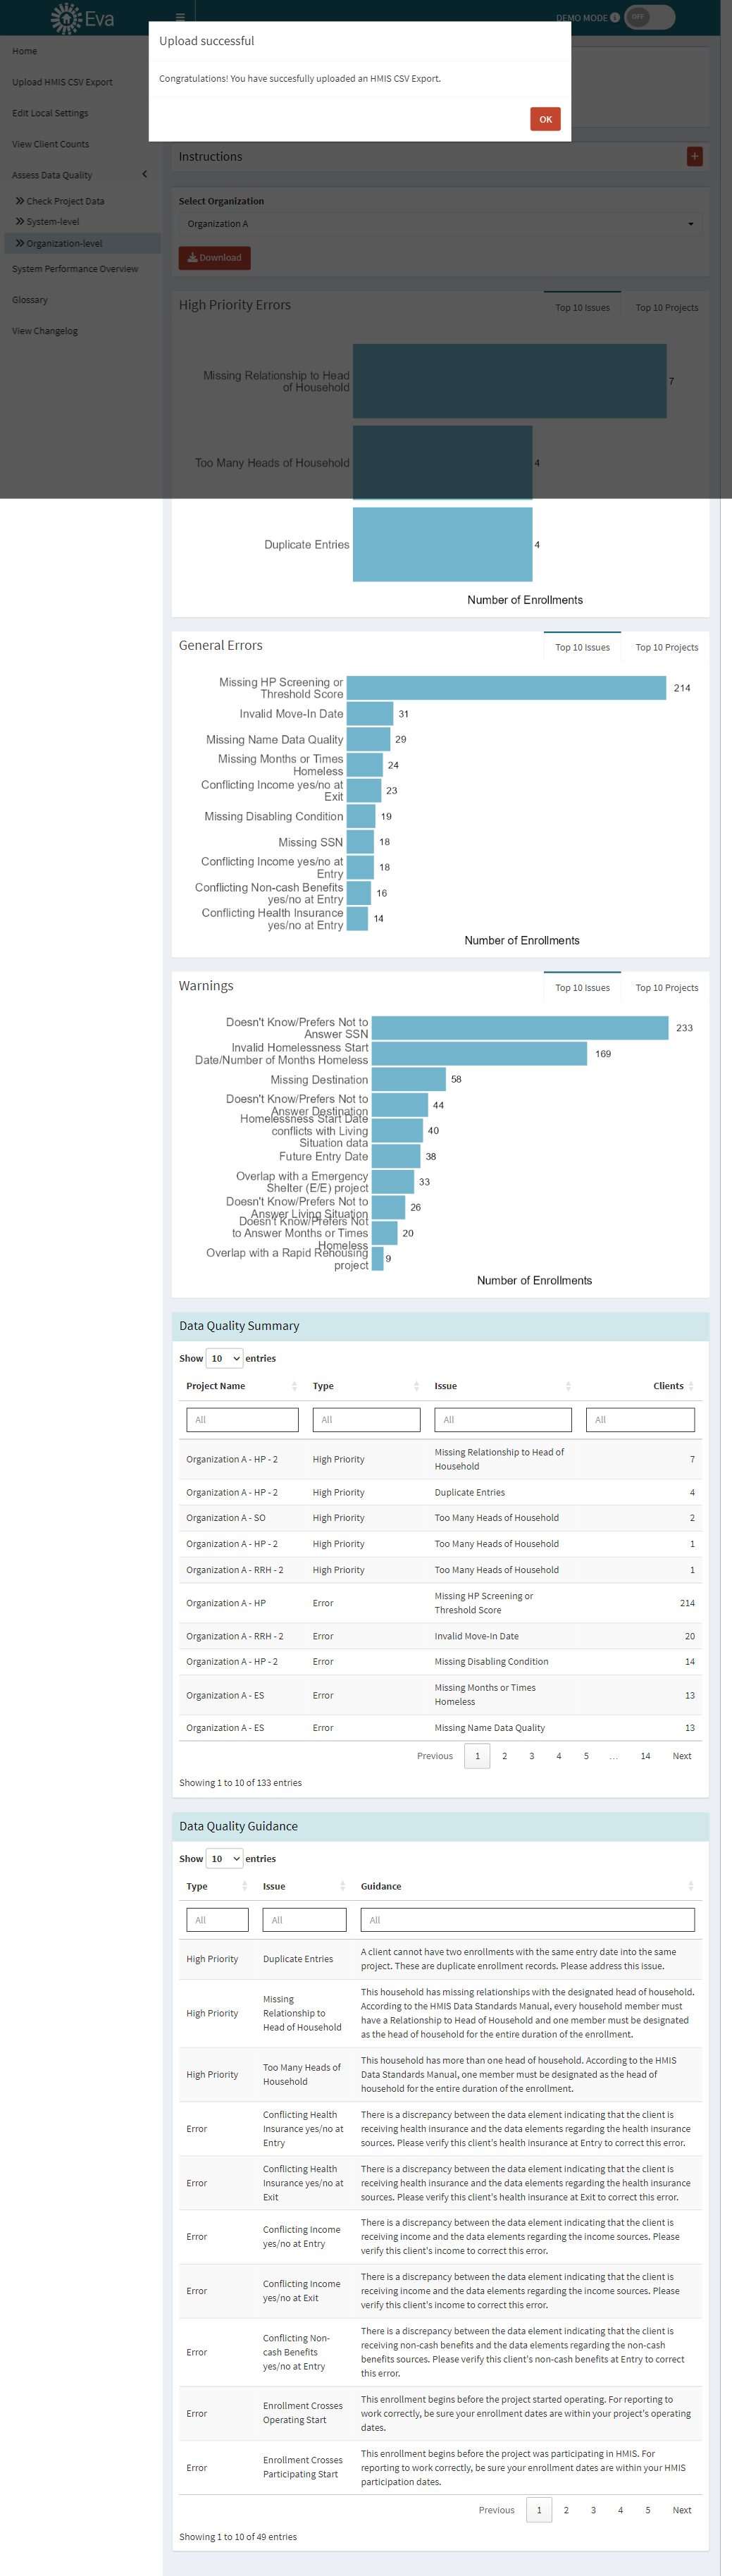 Eva
DEMO MODE
OFF
Upload successful
Congratulations! You have succesfully uploaded an HMIS CSV Export.
OK
Home
Upload HMIS CSV Export
Edit Local Settings
View Client Counts
Assess Data Quality
Check Project Data
System-level
Organization-level
System Performance Overview
Glossary
View Changelog
Instructions
+
Select Organization
Organization A
Download
High Priority Errors
Top 10 Issues Top 10 Projects
Missing Relationship to Head
of Household
7
Too Many Heads of Household 4
Duplicate Entries 4
Number of Enrollments
General Errors
Top 10 Issues Top 10 Projects
Missing HP Screening or
Threshold Score
214
Invalid Move-In Date 31
Missing Name Data Quality 29
Missing Months or Times
Homeless
24
Conflicting Income yes/no at
Exit
23
Missing Disabling Condition 19
Missing SSN 18
Conflicting Income yes/no at
Entry
18
Conflicting Non-cash Benefits
yes/no at Entry
16
Conflicting Health Insurance
yes/no at Entry
14
Number of Enrollments
Warnings
Top 10 Issues Top 10 Projects
Doesn't Know/Prefers Not to
Answer SSN
233
Invalid Homelessness Start
Date/Number of Months Homeless
169
Missing Destination 58
Doesn't Know/Prefers Not to
Answer Destination
44
Homelessness Start Date
conflicts with Living
Situation data
40
Future Entry Date 38
Overlap with a Emergency
Shelter (E/E) project
33
Doesn't Know/Prefers Not to
Answer Living Situation
26
Doesn't Know/Prefers Not
to Answer Months or Times
Homeless
20
Overlap with a Rapid Rehousing
project
9
Number of Enrollments
Data Quality Summary
Show 10 entries
Project Name Type Issue Clients
All All All All
Organization A - HP - 2 High Priority Missing Relationship to Head of
Household 7
Organization A - HP - 2 High Priority Duplicate Entries 4
Organization A - SO High Priority Too Many Heads of Household 2
Organization A - HP - 2 High Priority Too Many Heads of Household 1
Organization A - RRH - 2 High Priority Too Many Heads of Household 1
Organization A - HP Error Missing HP Screening or
Threshold Score 214
Organization A - RRH - 2 Error Invalid Move-In Date 20
Organization A - HP - 2 Error Missing Disabling Condition 14
Organization A - ES Error Missing Months or Times
Homeless 13
Organization A - ES Error Missing Name Data Quality 13
Previous 1 2 3 4 5 … 14 Next
Showing 1 to 10 of 133 entries
Data Quality Guidance
Show 10 entries
Type Issue Guidance
All All All
High Priority Duplicate Entries
A client cannot have two enrollments with the same entry date into the same
project. These are duplicate enrollment records. Please address this issue.
High Priority
Missing
Relationship to
Head of Household
This household has missing relationships with the designated head of household.
According to the HMIS Data Standards Manual, every household member must
have a Relationship to Head of Household and one member must be designated
as the head of household for the entire duration of the enrollment.
High Priority
Too Many Heads of
Household
This household has more than one head of household. According to the HMIS
Data Standards Manual, one member must be designated as the head of
household for the entire duration of the enrollment.
Error
Conflicting Health
Insurance yes/no at
Entry
There is a discrepancy between the data element indicating that the client is
receiving health insurance and the data elements regarding the health insurance
sources. Please verify this client's health insurance at Entry to correct this error.
Error
Conflicting Health
Insurance yes/no at
Exit
There is a discrepancy between the data element indicating that the client is
receiving health insurance and the data elements regarding the health insurance
sources. Please verify this client's health insurance at Exit to correct this error.
Error
Conflicting Income
yes/no at Entry
There is a discrepancy between the data element indicating that the client is
receiving income and the data elements regarding the income sources. Please
verify this client's income to correct this error.
Error
Conflicting Income
yes/no at Exit
There is a discrepancy between the data element indicating that the client is
receiving income and the data elements regarding the income sources. Please
verify this client's income to correct this error.
Error
Conflicting Non-
cash Benefits
yes/no at Entry
There is a discrepancy between the data element indicating that the client is
receiving non-cash benefits and the data elements regarding the non-cash
benefits sources. Please verify this client's non-cash benefits at Entry to correct
this error.
Error
Enrollment Crosses
Operating Start
This enrollment begins before the project started operating. For reporting to
work correctly, be sure your enrollment dates are within your project's operating
dates.
Error
Enrollment Crosses
Participating Start
This enrollment begins before the project was participating in HMIS. For
reporting to work correctly, be sure your enrollment dates are within your HMIS
participation dates.
Previous 1 2 3 4 5 Next
Showing 1 to 10 of 49 entries